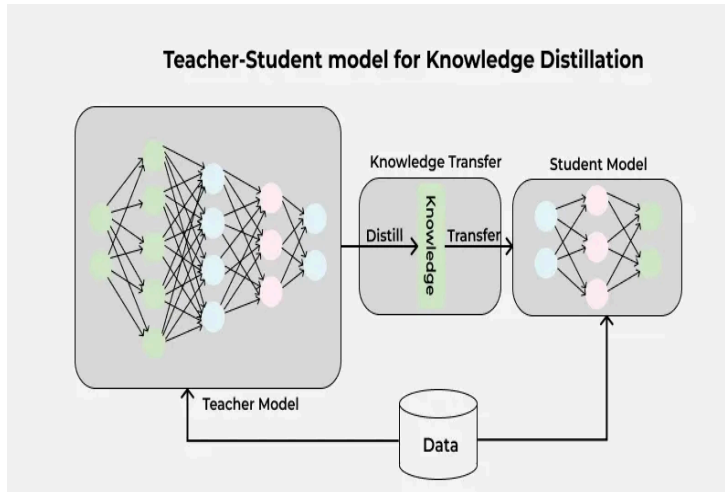 Teacher-Student model for Knowledge Distillation
Knowledge Transfer
Student Model
Distill
Knowledge
Transfer
Teacher Model
Data